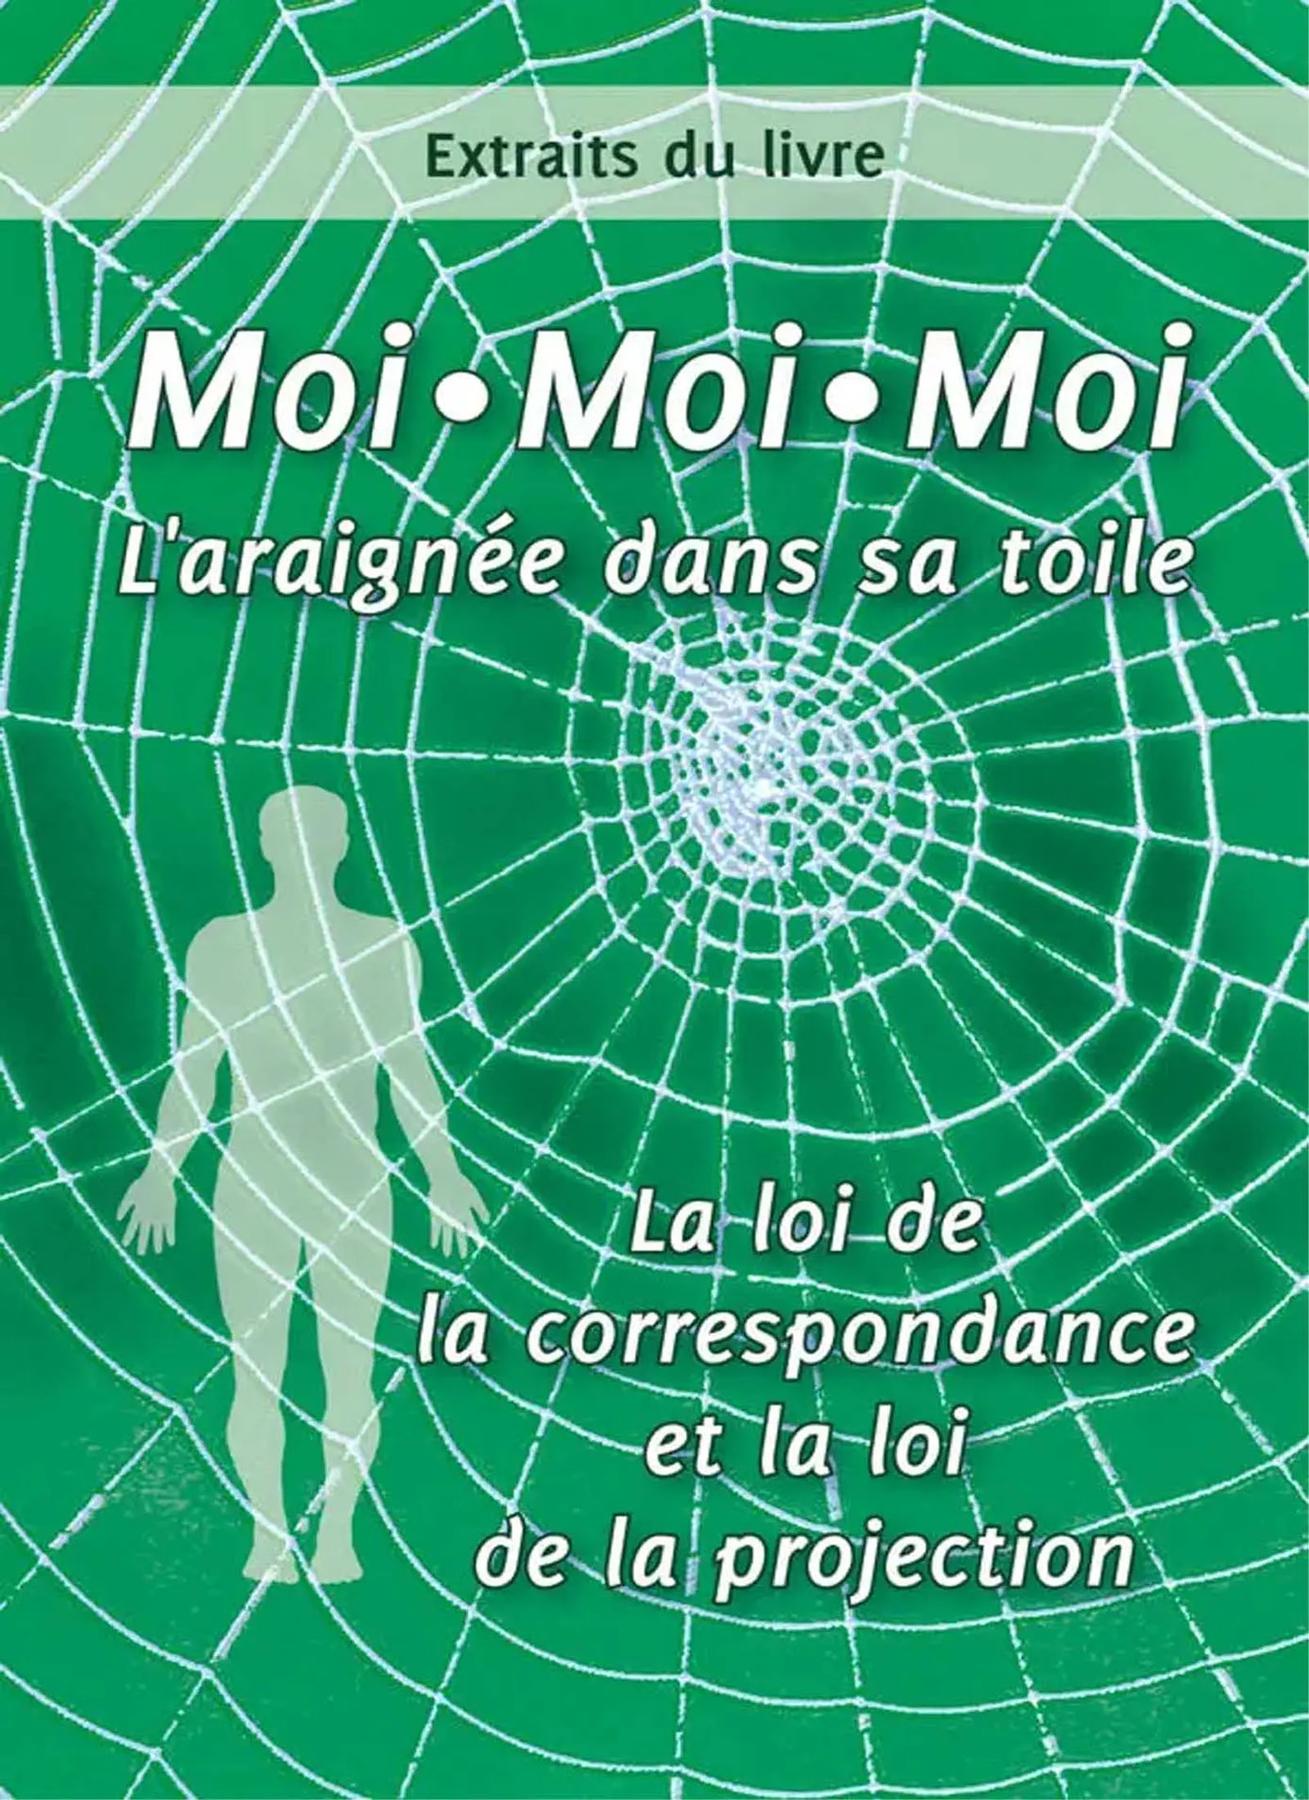 Extraits du livre
Moi•Moi•Moi
L'araignée dans sa toile
La loi de
la correspondance
et la loi
de la projection